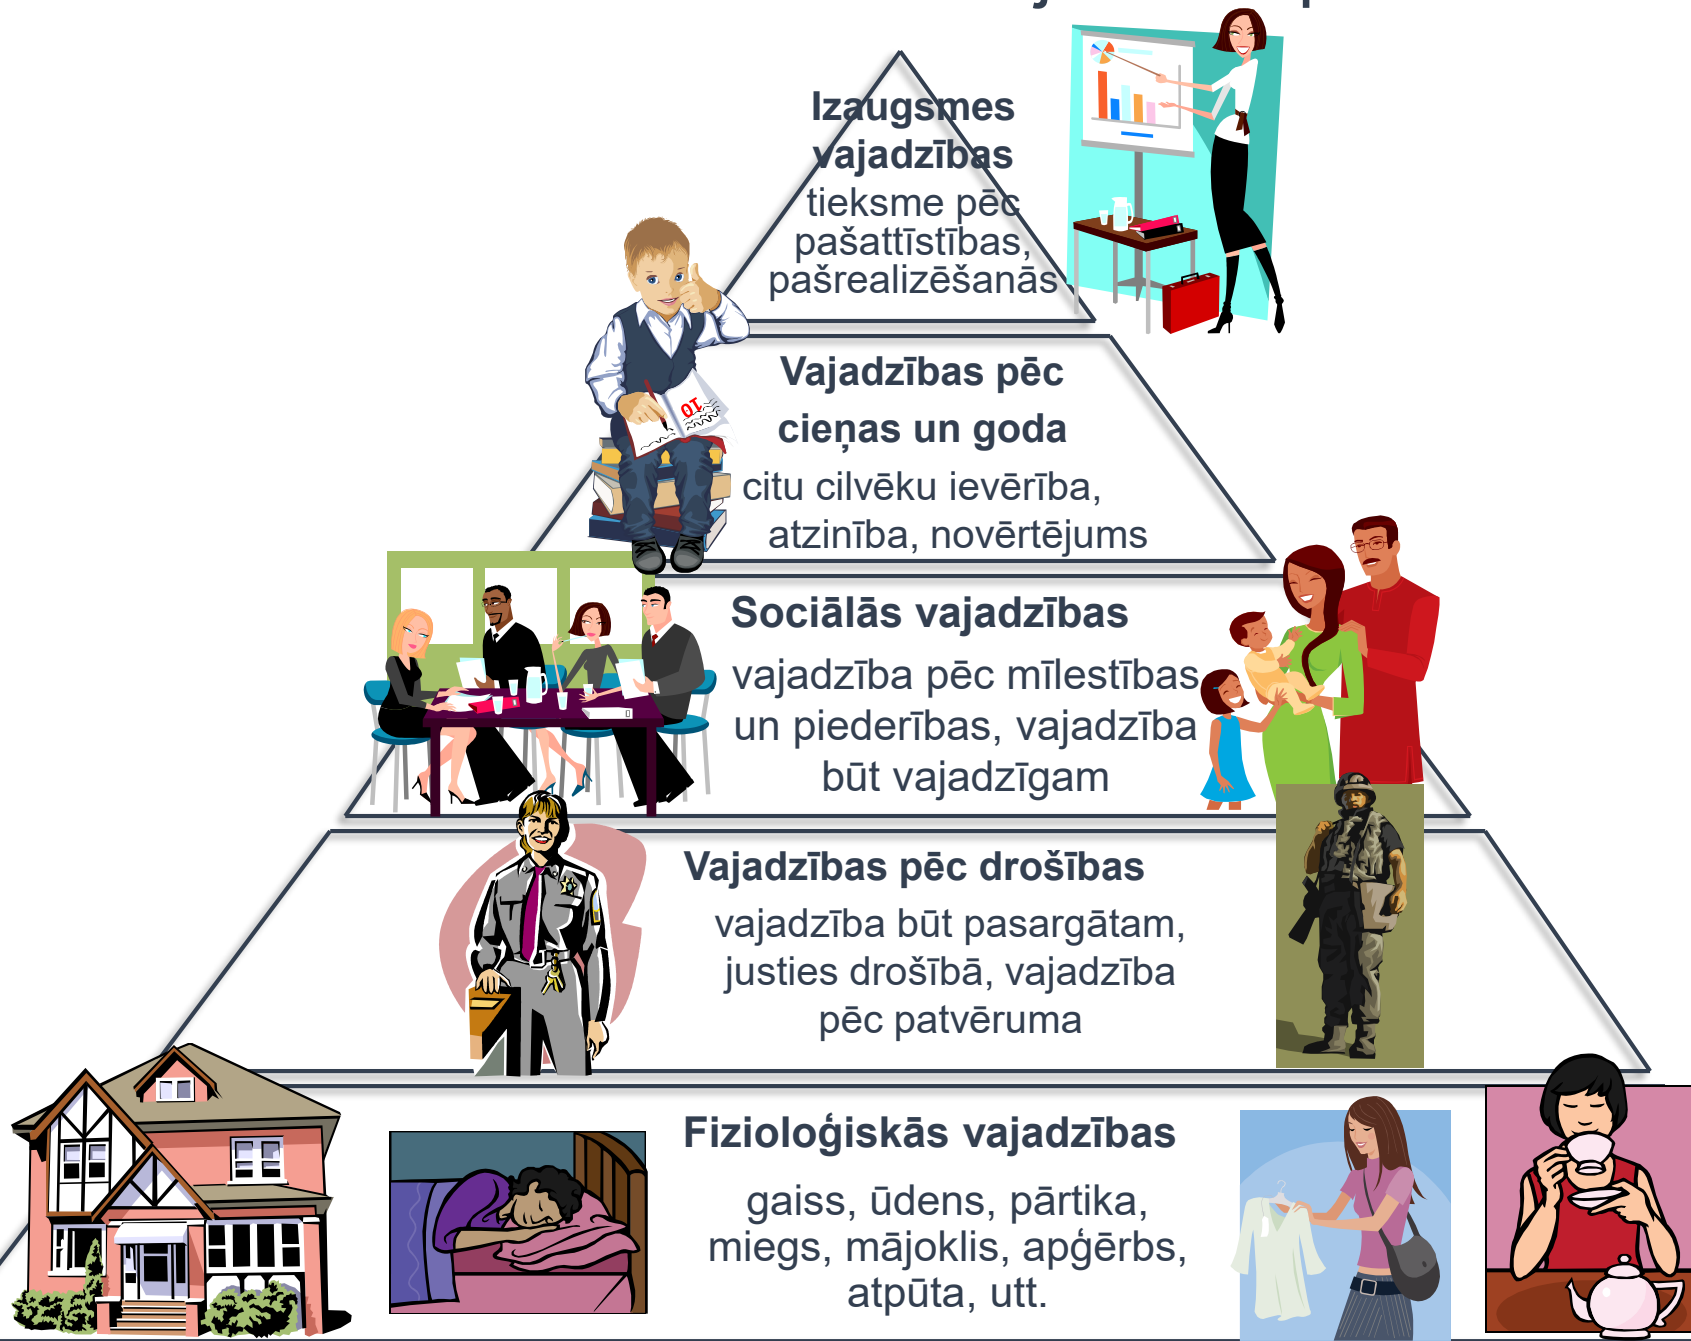 Izaugsmes
vajadzības
tieksme pēc
pašattīstības,
pašrealizēšanās
10
Vajadzības pēc
cieņas un goda
citu cilvēku ievērība,
atzinība, novērtējums
Sociālās vajadzības
vajadzība pēc mīlestības
un piederības, vajadzība
būt vajadzīgam
Vajadzības pēc drošības
vajadzība būt pasargātam,
justies drošībā, vajadzība
pēc patvēruma
Fizioloģiskās vajadzības
gaiss, ūdens, pārtika,
miegs, mājoklis, apģērbs,
atpūta, utt.